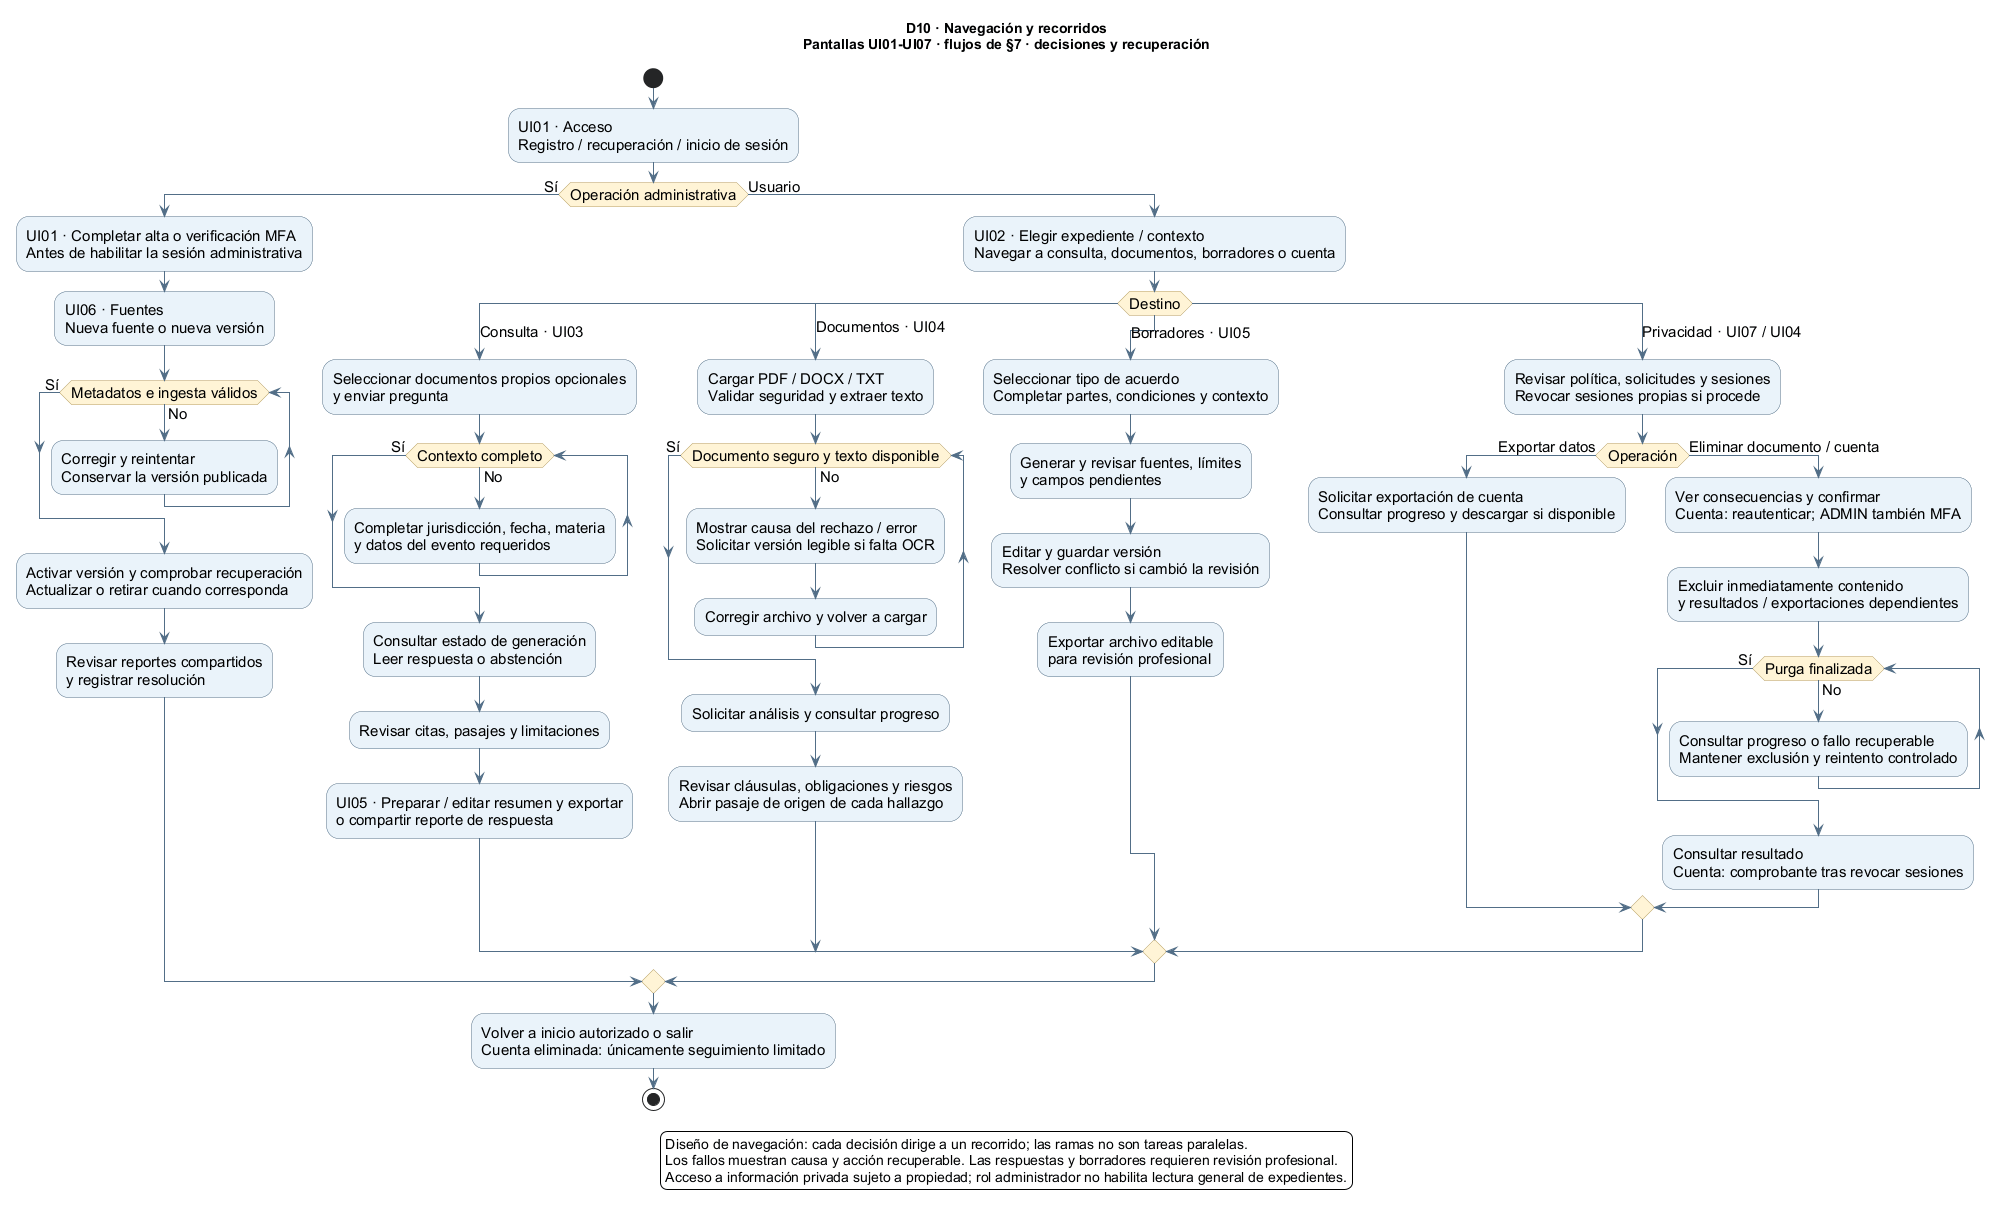 D10 · Navegación y recorridos
Pantallas UI01-UI07 · flujos de §7 · decisiones y recuperación
UI01 · Acceso
Registro / recuperación / inicio de sesión
Operación administrativa
Sí
Usuario
UI01 · Completar alta o verificación MFA
Antes de habilitar la sesión administrativa
UI06 · Fuentes
Nueva fuente o nueva versión
Metadatos e ingesta válidos
Sí
No
Corregir y reintentar
Conservar la versión publicada
Activar versión y comprobar recuperación
Actualizar o retirar cuando corresponda
Revisar reportes compartidos
y registrar resolución
UI02 · Elegir expediente / contexto
Navegar a consulta, documentos, borradores o cuenta
Destino
Consulta · UI03
Seleccionar documentos propios opcionales
y enviar pregunta
Contexto completo
Sí
No
Completar jurisdicción, fecha, materia
y datos del evento requeridos
Consultar estado de generación
Leer respuesta o abstención
Revisar citas, pasajes y limitaciones
UI05 · Preparar / editar resumen y exportar
o compartir reporte de respuesta
Documentos · UI04
Cargar PDF / DOCX / TXT
Validar seguridad y extraer texto
Documento seguro y texto disponible
Sí
No
Mostrar causa del rechazo / error
Solicitar versión legible si falta OCR
Corregir archivo y volver a cargar
Solicitar análisis y consultar progreso
Revisar cláusulas, obligaciones y riesgos
Abrir pasaje de origen de cada hallazgo
Borradores · UI05
Seleccionar tipo de acuerdo
Completar partes, condiciones y contexto
Generar y revisar fuentes, límites
y campos pendientes
Editar y guardar versión
Resolver conflicto si cambió la revisión
Exportar archivo editable
para revisión profesional
Privacidad · UI07 / UI04
Revisar política, solicitudes y sesiones
Revocar sesiones propias si procede
Operación
Exportar datos
Eliminar documento / cuenta
Solicitar exportación de cuenta
Consultar progreso y descargar si disponible
Ver consecuencias y confirmar
Cuenta: reautenticar; ADMIN también MFA
Excluir inmediatamente contenido
y resultados / exportaciones dependientes
Purga finalizada
Sí
No
Consultar progreso o fallo recuperable
Mantener exclusión y reintento controlado
Consultar resultado
Cuenta: comprobante tras revocar sesiones
Volver a inicio autorizado o salir
Cuenta eliminada: únicamente seguimiento limitado
Diseño de navegación: cada decisión dirige a un recorrido; las ramas no son tareas paralelas.
Los fallos muestran causa y acción recuperable. Las respuestas y borradores requieren revisión profesional.
Acceso a información privada sujeto a propiedad; rol administrador no habilita lectura general de expedientes.